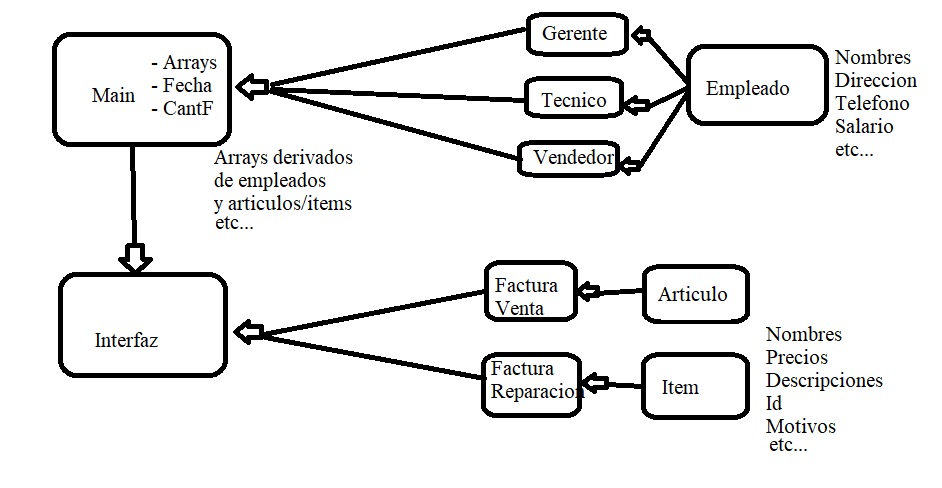 Main
- Arrays
- Fecha
- CantF
Arrays derivados
de empleados
y articulos/items
etc...
Gerente
Tecnico
Vendedor
Empleado
Nombres
Direccion
Telefono
Salario
etc...
Interfaz
Factura
Venta
Articulo
Factura
Reparacion
Item
Nombres
Precios
Descripciones
Id
Motivos
etc...